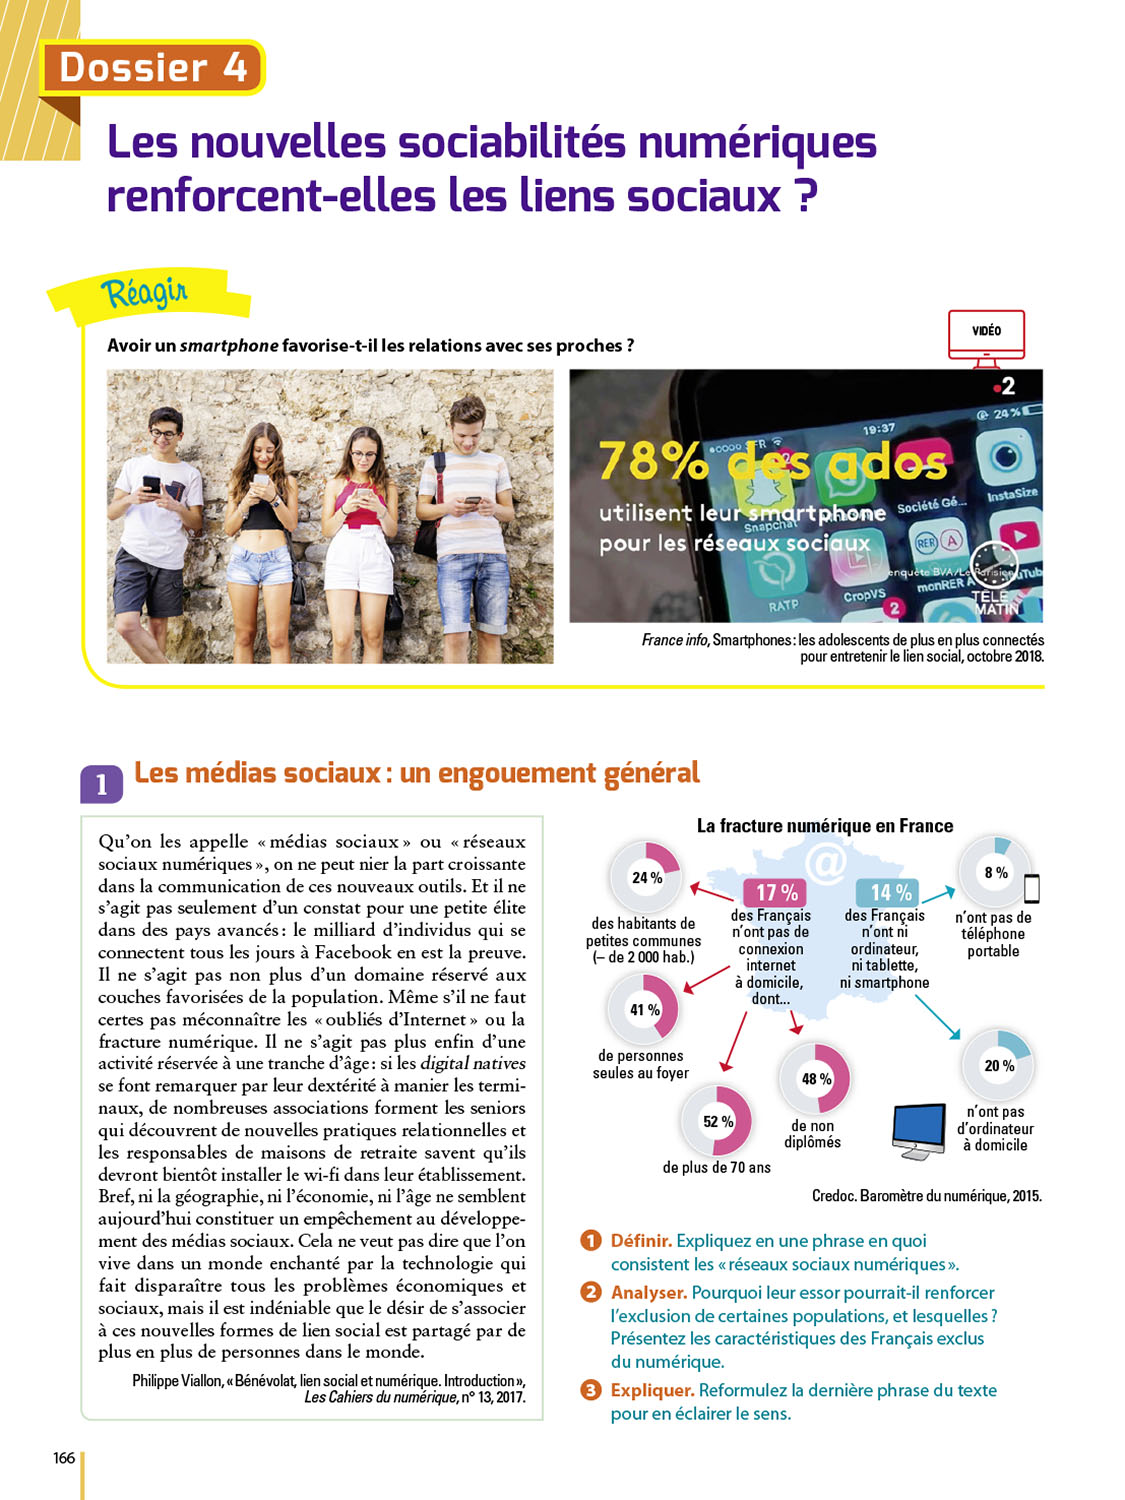 Dossier 4
Les nouvelles sociabilités numériques
renforcent-elles les liens sociaux ?
Réagir
Avoir un smartphone favorise-t-il les relations avec ses proches ?
VIDÉO
2
24 %
19:37
SFR
78% des ados
utilisent leur smartphone
pour les réseaux sociaux
Snapchat
Société Gé...
InstaSize
RER A
enquête BVA/Le Parisien
RATP
CropVS
monRER A
YouTube
2
TÉLÉ
MATIN
France info, Smartphones : les adolescents de plus en plus connectés
pour entretenir le lien social, octobre 2018.
1
Les médias sociaux : un engouement général
Qu’on les appelle « médias sociaux » ou « réseaux
sociaux numériques », on ne peut nier la part croissante
dans la communication de ces nouveaux outils. Et il ne
s’agit pas seulement d’un constat pour une petite élite
dans des pays avancés : le milliard d’individus qui se
connectent tous les jours à Facebook en est la preuve.
Il ne s’agit pas non plus d’un domaine réservé aux
couches favorisées de la population. Même s’il ne faut
certes pas méconnaître les « oubliés d’Internet » ou la
fracture numérique. Il ne s’agit pas plus enfin d’une
activité réservée à une tranche d’âge : si les digital natives
se font remarquer par leur dextérité à manier les termi-
naux, de nombreuses associations forment les seniors
qui découvrent de nouvelles pratiques relationnelles et
les responsables de maisons de retraite savent qu’ils
devront bientôt installer le wi-fi dans leur établissement.
Bref, ni la géographie, ni l’économie, ni l’âge ne semblent
aujourd’hui constituer un empêchement au développe-
ment des médias sociaux. Cela ne veut pas dire que l’on
vive dans un monde enchanté par la technologie qui
fait disparaître tous les problèmes économiques et
sociaux, mais il est indéniable que le désir de s’associer
à ces nouvelles formes de lien social est partagé par de
plus en plus de personnes dans le monde.
Philippe Viallon, « Bénévolat, lien social et numérique. Introduction »,
Les Cahiers du numérique, n° 13, 2017.
La fracture numérique en France
@
24 %
des habitants de
petites communes
(– de 2 000 hab.)
17 %
des Français
n’ont pas de
connexion
internet
à domicile,
dont...
14 %
des Français
n’ont ni
ordinateur,
ni tablette,
ni smartphone
8 %
n’ont pas de
téléphone
portable
41 %
de personnes
seules au foyer
52 %
de plus de 70 ans
48 %
de non
diplômés
20 %
n’ont pas
d’ordinateur
à domicile
Credoc. Baromètre du numérique, 2015.
1 Définir. Expliquez en une phrase en quoi
consistent les « réseaux sociaux numériques ».
2 Analyser. Pourquoi leur essor pourrait-il renforcer
l’exclusion de certaines populations, et lesquelles ?
Présentez les caractéristiques des Français exclus
du numérique.
3 Expliquer. Reformulez la dernière phrase du texte
pour en éclairer le sens.
166